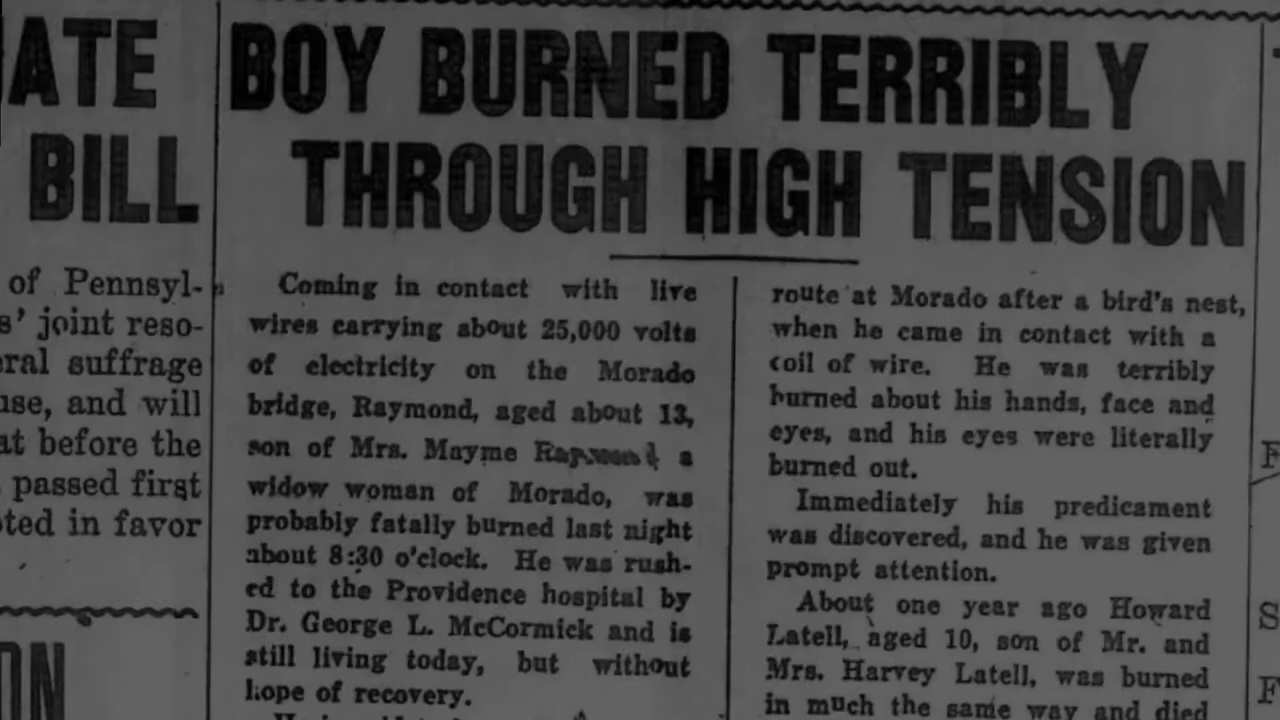 ATE
BILL
of Pennsyl-
s' joint reso-
ral suffrage
use, and will
at before the
passed first
ted in favor
ON
BOY BURNED TERRIBLY
THROUGH HIGH TENSION
Coming in contact with live
wires carrying about 25,000 volts
of electricity on the Morado
bridge, Raymond, aged about 13,
son of Mrs. Mayme a
widow woman of Morado, was
probably fatally burned last night
about 8:30 o'clock. He was rush-
ed to the Providence hospital by
Dr. George L. McCormick and is
still living today, but without
hope of recovery.
route at Morado after a bird's nest,
when he came in contact with a
coil of wire. He was terribly
burned about his hands, face and
eyes, and his eyes were literally
burned out.
Immediately his predicament
was discovered, and he was given
prompt attention.
About one year ago Howard
Latell, aged 10, son of Mr. and
Mrs. Harvey Latell, was burned
in much the same way and died